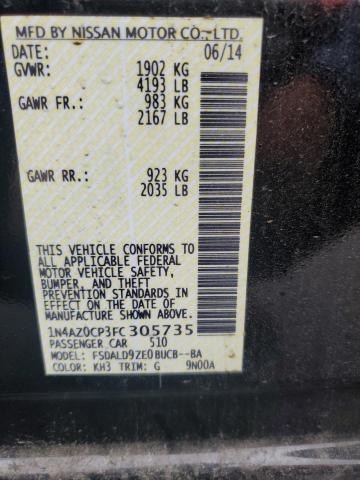 MFD BY NISSAN MOTOR CO.,LTD.
DATE: 06/14
GVWR: 1902 KG
4193 LB
GAWR FR.: 983 KG
2167 LB
GAWR RR.: 923 KG
2035 LB
THIS VEHICLE CONFORMS TO
ALL APPLICABLE FEDERAL
MOTOR VEHICLE SAFETY,
BUMPER, AND THEFT
PREVENTION STANDARDS IN
EFFECT ON THE DATE OF
MANUFACTURE SHOWN ABOVE.
1N4AZ0CP3FC305735
PASSENGER CAR 510
MODEL: FSDALD9ZE0BUCB--BA
COLOR: KH3 TRIM: G 9N00A